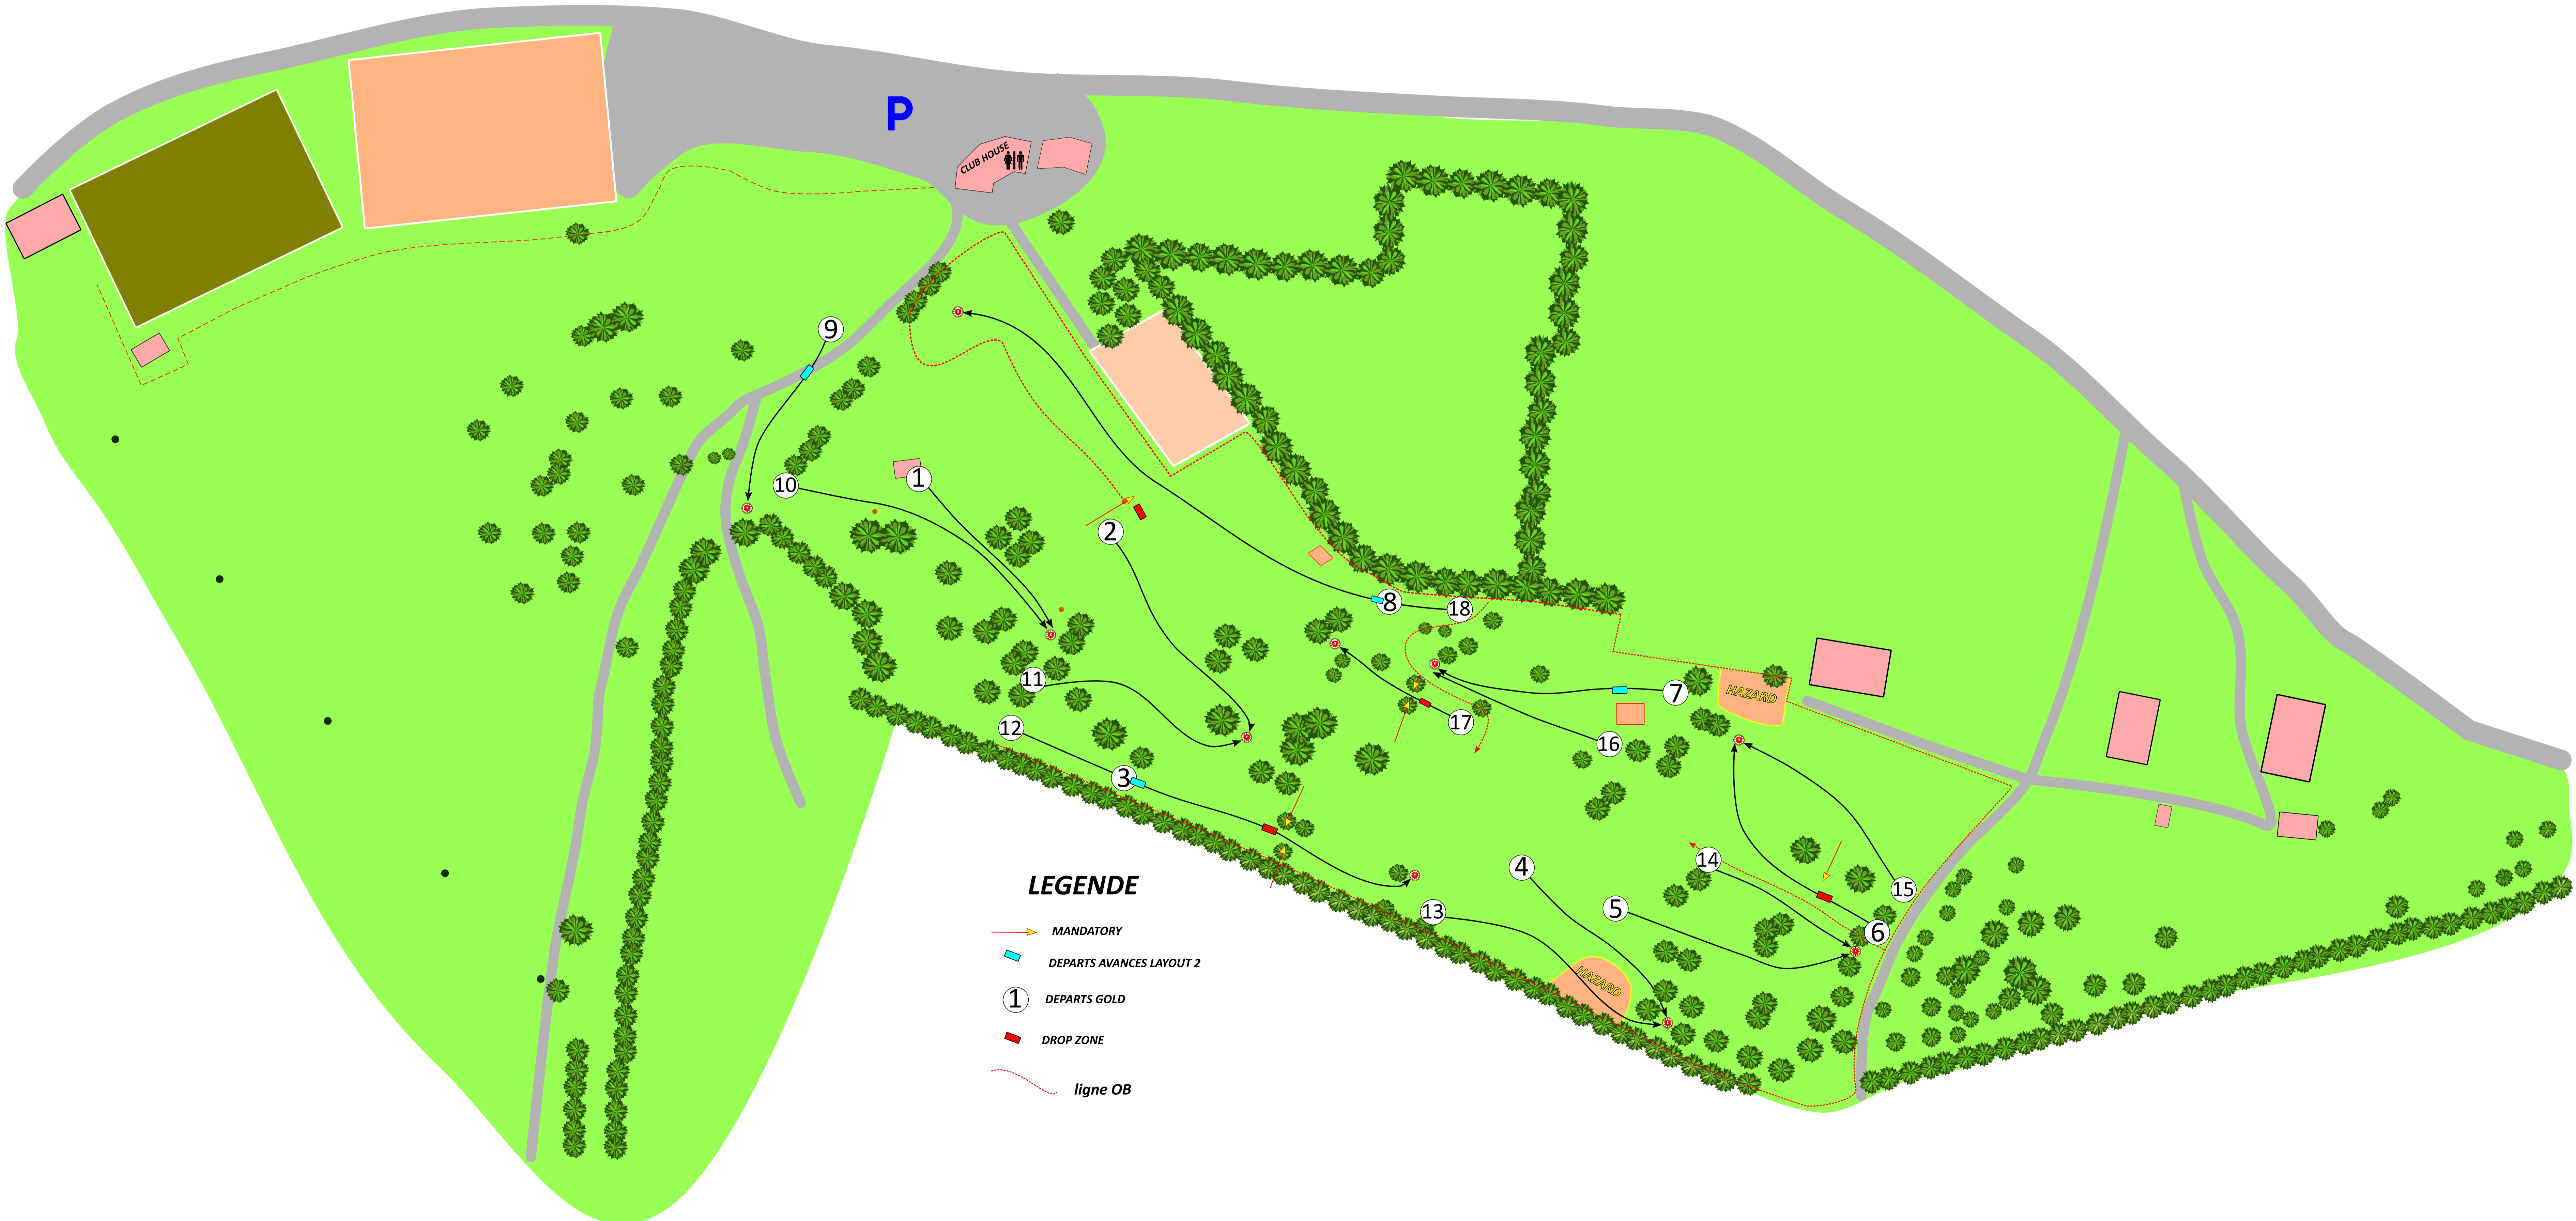 P
CLUB HOUSE
9
10
1
2
8
18
11
7
HAZARD
17
16
12
3
4
14
15
5
13
6
HAZARD
LEGENDE
MANDATORY
DEPARTS AVANCES LAYOUT 2
1 DEPARTS GOLD
DROP ZONE
ligne OB